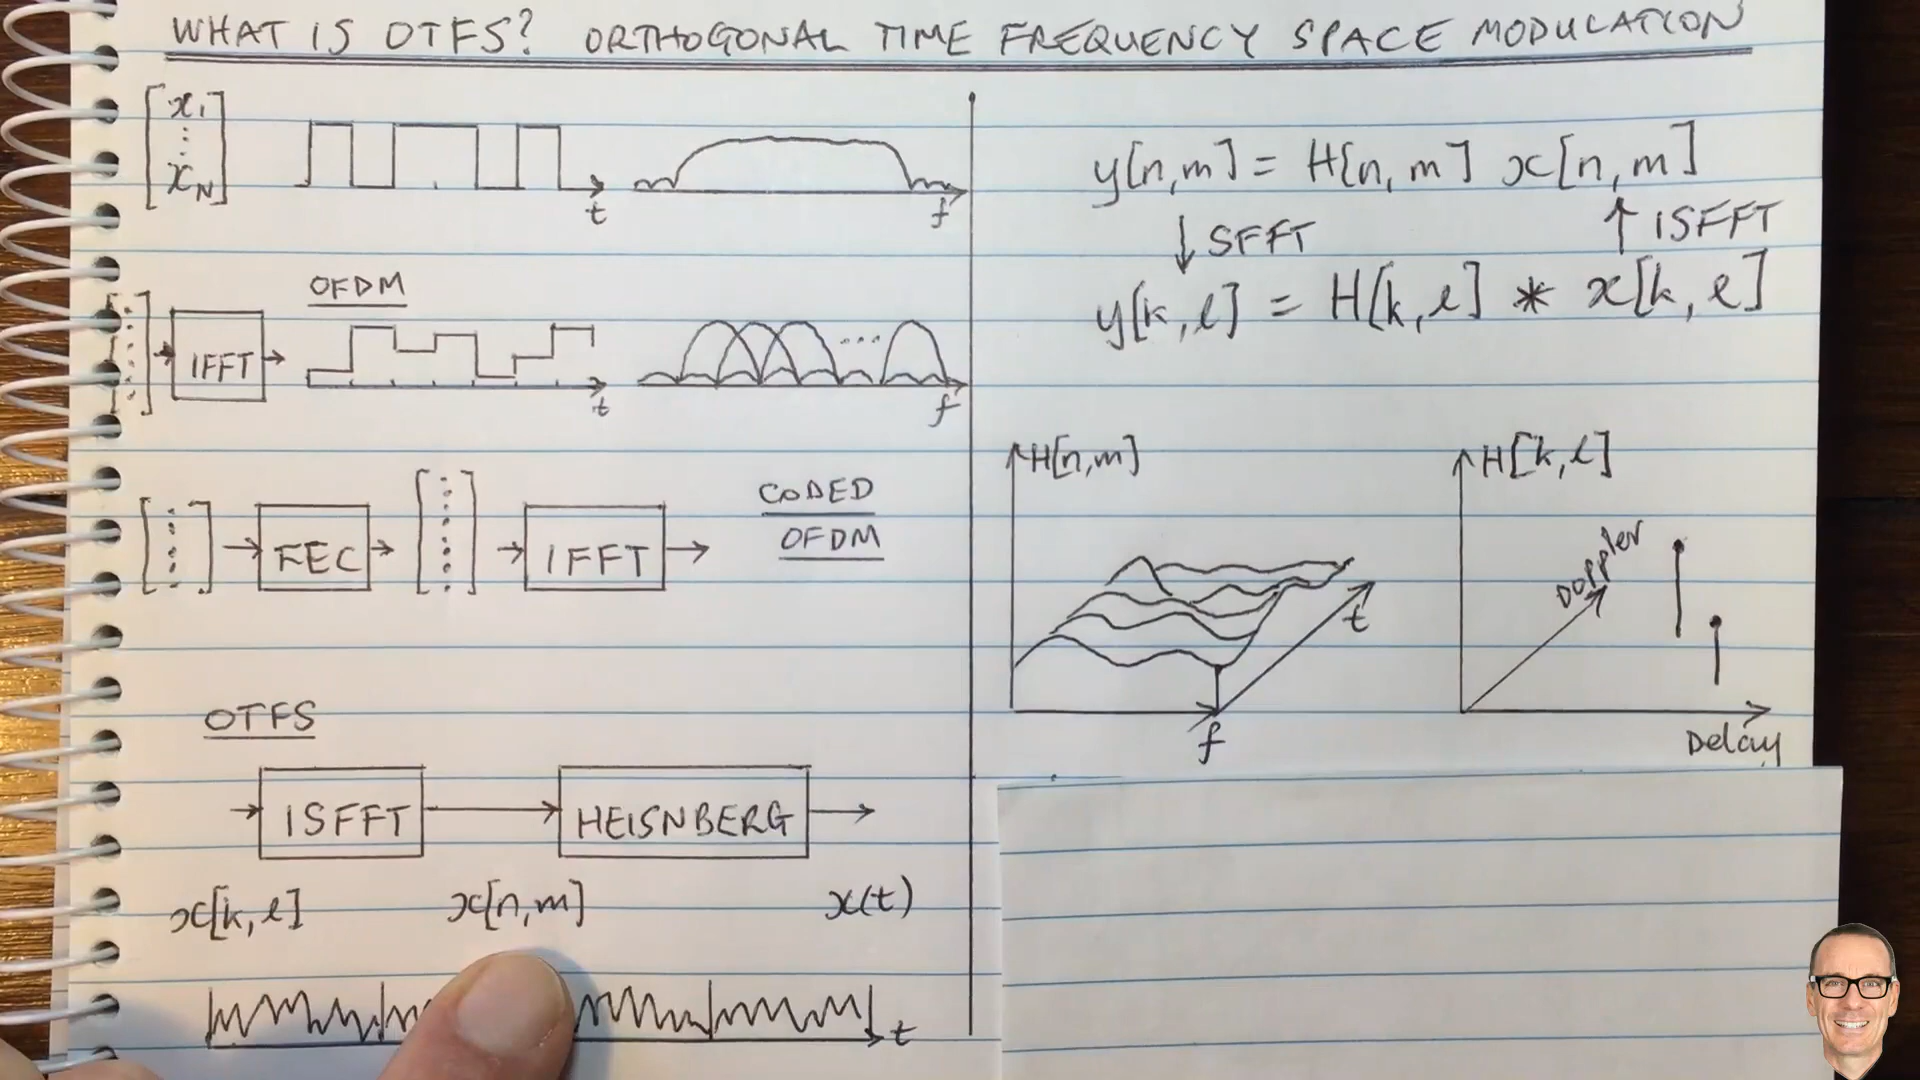 WHAT IS OTFS? ORTHOGONAL TIME FREQUENCY SPACE MODULATION
x1
⋮
xN
t
f
OFDM
IFFT
t
f
FEC
IFFT
CODED
OFDM
OTFS
ISFFT
HEISNBERG
x[k,l]
x[n,m]
x(t)
t
y[n,m] = H[n,m] x[n,m]
↓ SFFT
↑ ISFFT
y[k,l] = H[k,l] * x[k,l]
H[n,m]
t
f
H[k,l]
Doppler
Delay